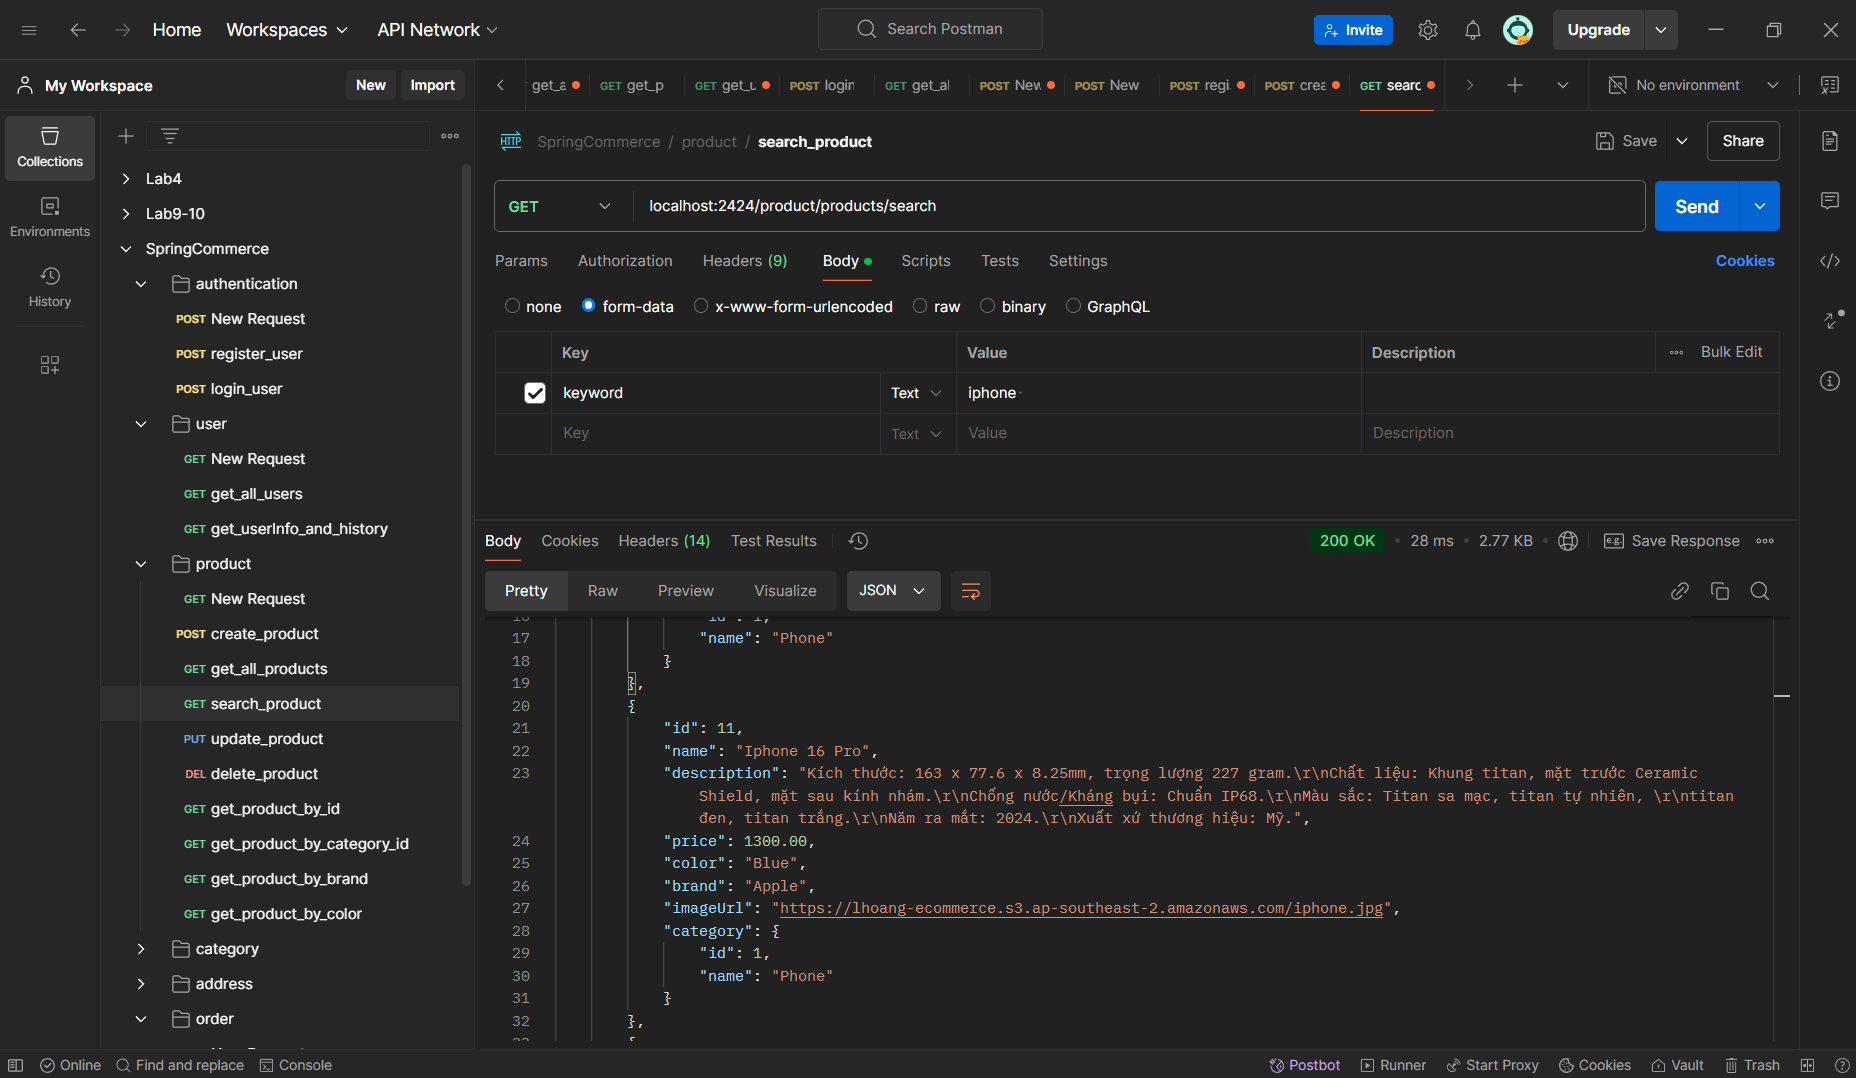 Home Workspaces API Network Search Postman Invite Upgrade
My Workspace New Import get_a GET get_p GET get_u POST login GET get_al POST New POST New POST regi. POST crea GET searc No environment
Collections
Environments
History
Lab4
Lab9-10
SpringCommerce
authentication
POST New Request
POST register_user
POST login_user
user
GET New Request
GET get_all_users
GET get_userInfo_and_history
product
GET New Request
POST create_product
GET get_all_products
GET search_product
PUT update_product
DEL delete_product
GET get_product_by_id
GET get_product_by_category_id
GET get_product_by_brand
GET get_product_by_color
category
address
order
HTTP SpringCommerce / product / search_product Save Share
GET localhost:2424/product/products/search Send
Params Authorization Headers (9) Body Scripts Tests Settings Cookies
none form-data x-www-form-urlencoded raw binary GraphQL
Key Value Description Bulk Edit
keyword Text iphone
Key Text Value Description
Body Cookies Headers (14) Test Results 200 OK 28 ms 2.77 KB e.g. Save Response
Pretty Raw Preview Visualize JSON
17 "name": "Phone"
18 }
19 },
20 {
21 "id": 11,
22 "name": "Iphone 16 Pro",
23 "description": "Kích thước: 163 x 77.6 x 8.25mm, trọng lượng 227 gram.\r\nChất liệu: Khung titan, mặt trước Ceramic
Shield, mặt sau kính nhám.\r\nChống nước/Kháng bụi: Chuẩn IP68.\r\nMàu sắc: Titan sa mạc, titan tự nhiên, \r\ntitan
đen, titan trắng.\r\nNăm ra mắt: 2024.\r\nXuất xứ thương hiệu: Mỹ.",
24 "price": 1300.00,
25 "color": "Blue",
26 "brand": "Apple",
27 "imageUrl": "https://lhoang-ecommerce.s3.ap-southeast-2.amazonaws.com/iphone.jpg",
28 "category": {
29 "id": 1,
30 "name": "Phone"
31 }
32 },
Online Find and replace Console Postbot Runner Start Proxy Cookies Vault Trash